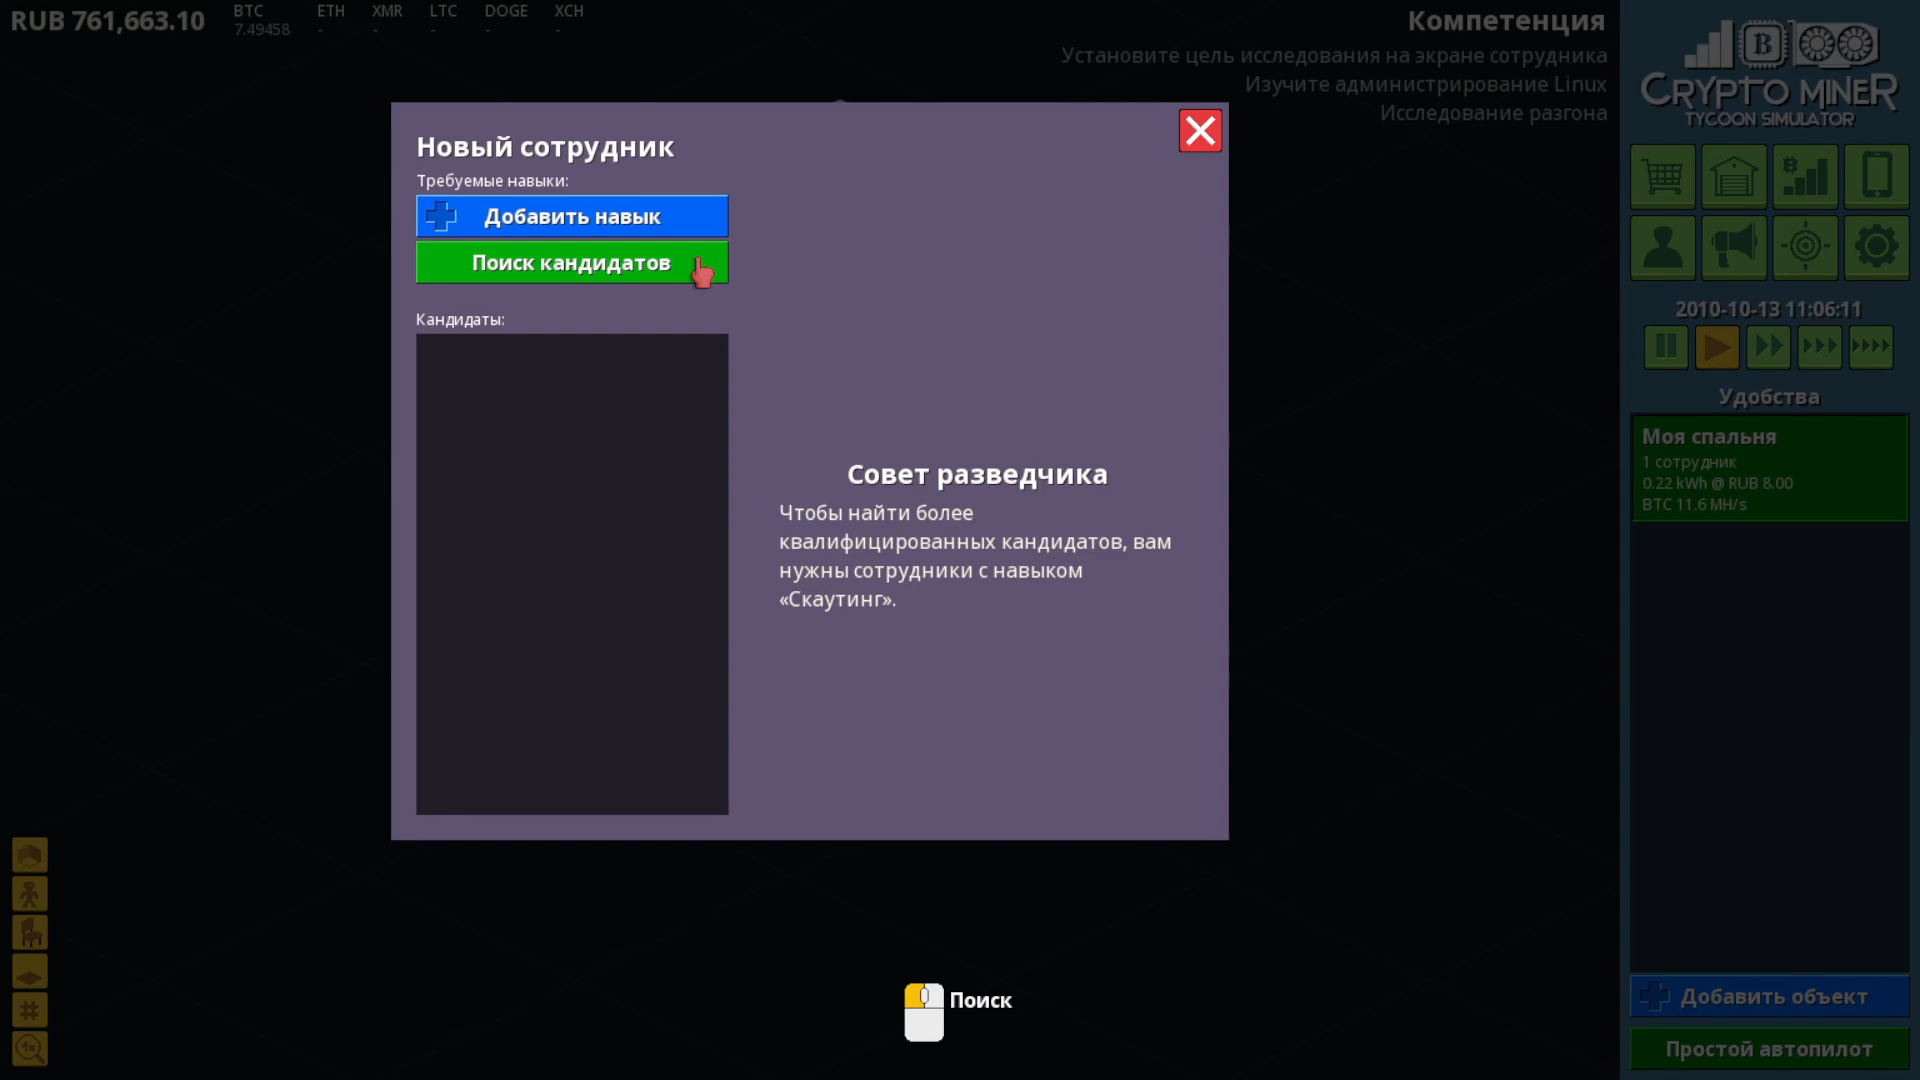 RUB 761,663.10
BTC
7.49458
ETH
-
XMR
-
LTC
-
DOGE
-
XCH
-
Компетенция
Установите цель исследования на экране сотрудника
Изучите администрирование Linux
Исследование разгона
CRYPTO MINER
TYCOON SIMULATOR
Новый сотрудник
Требуемые навыки:
Добавить навык
Поиск кандидатов
Кандидаты:
Совет разведчика
Чтобы найти более
квалифицированных кандидатов, вам
нужны сотрудники с навыком
«Скаутинг».
2010-10-13 11:06:11
Удобства
Моя спальня
1 сотрудник
0.22 kWh @ RUB 8.00
BTC 11.6 MH/s
1x
Поиск
Добавить объект
Простой автопилот